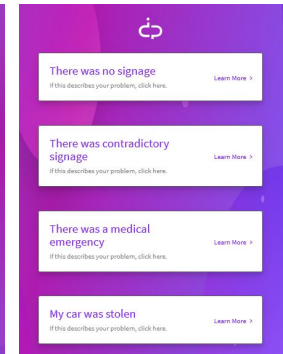 There was no signage
If this describes your problem, click here.
Learn More >
There was contradictory
signage
If this describes your problem, click here.
Learn More >
There was a medical
emergency
If this describes your problem, click here.
Learn More >
My car was stolen
If this describes your problem, click here.
Learn More >